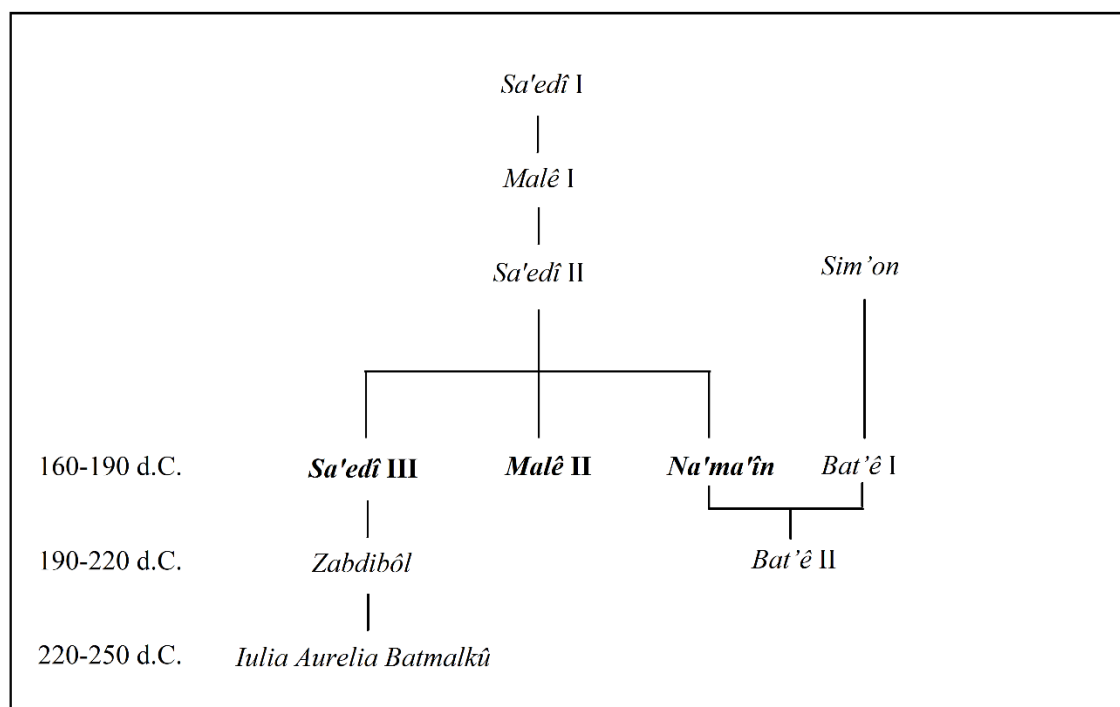 Sa'edî I
Malê I
Sa'edî II
Sim’on
160-190 d.C. Sa'edî III Malê II Na'ma'în Bat’ê I
190-220 d.C. Zabdibôl Bat’ê II
220-250 d.C. Iulia Aurelia Batmalkû